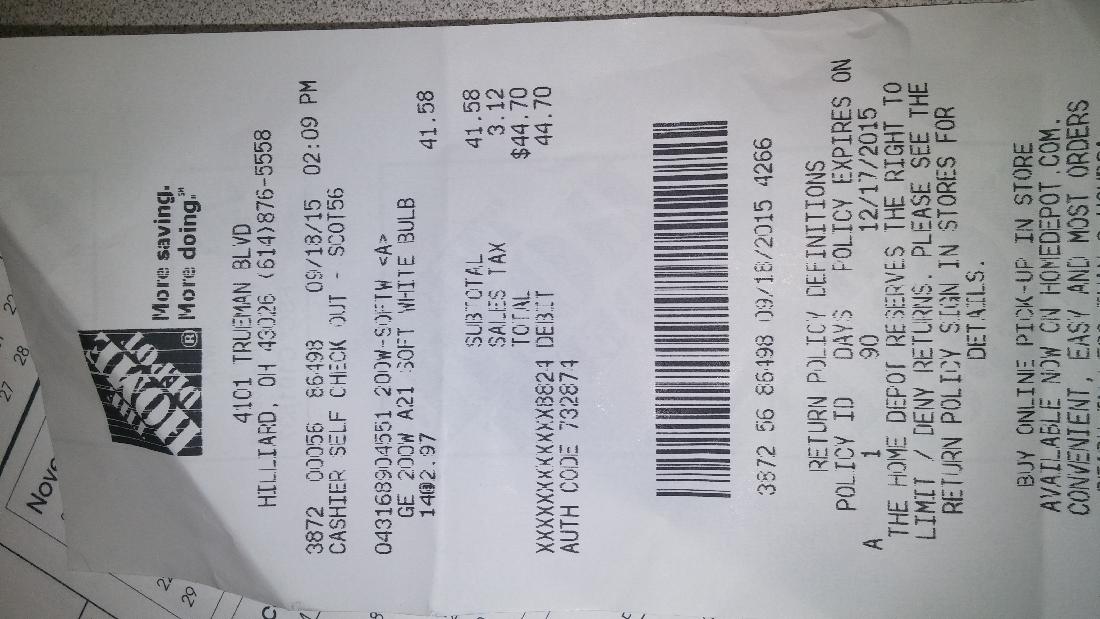 THE HOME DEPOT ®
More saving.
More doing.℠
4101 TRUEMAN BLVD
HILLIARD, OH 43026 (614)876-5558
3872 00056 86498 09/18/15 02:09 PM
CASHIER SELF CHECK OUT - SCOT56
043168904551 200W-SOFTW <A> 41.58
GE 200W A21 SOFT WHITE BULB
14@2.97
SUBTOTAL 41.58
SALES TAX 3.12
TOTAL $44.70
XXXXXXXXXXXX8824 DEBIT 44.70
AUTH CODE 732874
3872 56 86498 09/18/2015 4266
RETURN POLICY DEFINITIONS
POLICY ID DAYS POLICY EXPIRES ON
A 1 90 12/17/2015
THE HOME DEPOT RESERVES THE RIGHT TO
LIMIT / DENY RETURNS. PLEASE SEE THE
RETURN POLICY SIGN IN STORES FOR
DETAILS.
BUY ONLINE PICK-UP IN STORE
AVAILABLE NOW ON HOMEDEPOT.COM.
CONVENIENT, EASY AND MOST ORDERS
Nove
27 28
29